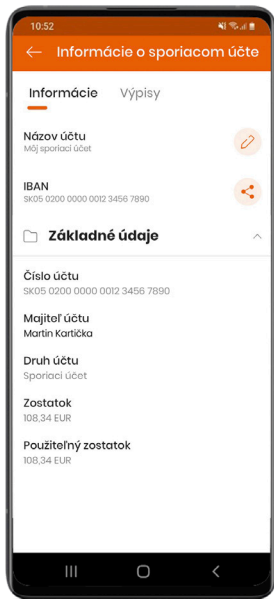 10:52
Informácie o sporiacom účte
Informácie Výpisy
Názov účtu
Môj sporiaci účet
IBAN
SK05 0200 0000 0012 3456 7890
Základné údaje
Číslo účtu
SK05 0200 0000 0012 3456 7890
Majiteľ účtu
Martin Kartička
Druh účtu
Sporiaci účet
Zostatok
108,34 EUR
Použiteľný zostatok
108,34 EUR